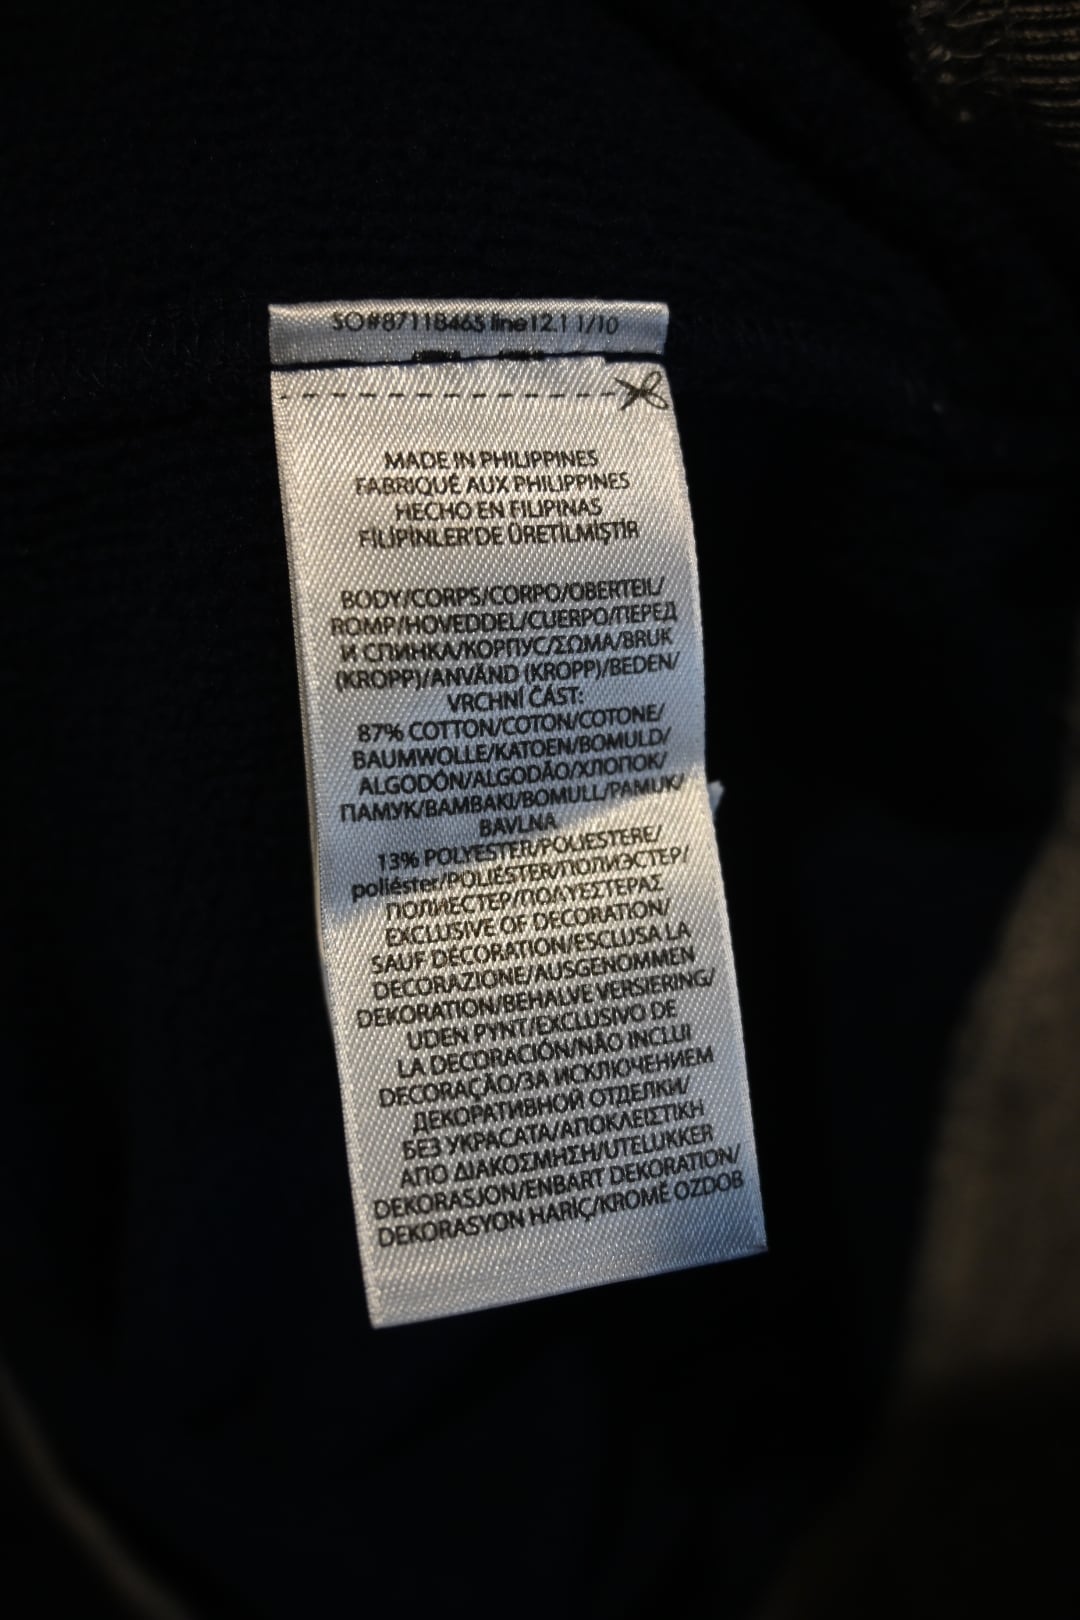 SO#87118465 line12.1 1/10
MADE IN PHILIPPINES
FABRIQUÉ AUX PHILIPPINES
HECHO EN FILIPINAS
FİLİPİNLER'DE ÜRETİLMİŞTİR
BODY/CORPS/CORPO/OBERTEIL/
ROMP/HOVEDDEL/CUERPO/ПЕРЕД
И СПИНКА/КОРПУС/ΣΩΜΑ/BRUK
(KROPP)/ANVÄND (KROPP)/BEDEN/
VRCHNÍ ČÁST:
87% COTTON/COTON/COTONE/
BAUMWOLLE/KATOEN/BOMULD/
ALGODÓN/ALGODÃO/ХЛОПОК/
ПАМУК/BAMBAKI/BOMULL/PAMUK/
BAVLNA
13% POLYESTER/POLIESTERE/
poliéster/POLIÉSTER/ПОЛИЭСТЕР/
ПОЛИЕСТЕР/ΠΟΛΥΕΣΤΕΡΑΣ
EXCLUSIVE OF DECORATION/
SAUF DECORATION/ESCLUSA LA
DECORAZIONE/AUSGENOMMEN
DEKORATION/BEHALVE VERSIERING/
UDEN PYNT/EXCLUSIVO DE
LA DECORACIÓN/NÃO INCLUI
DECORAÇÃO/ЗА ИСКЛЮЧЕНИЕМ
ДЕКОРАТИВНОЙ ОТДЕЛКИ/
БЕЗ УКРАСАТА/ΑΠΟΚΛΕΙΣΤΙΚΗ
ΑΠΟ ΔΙΑΚΟΣΜΗΣΗ/UTELUKKER
DEKORASJON/ENBART DEKORATION/
DEKORASYON HARİÇ/KROMĚ OZDOB